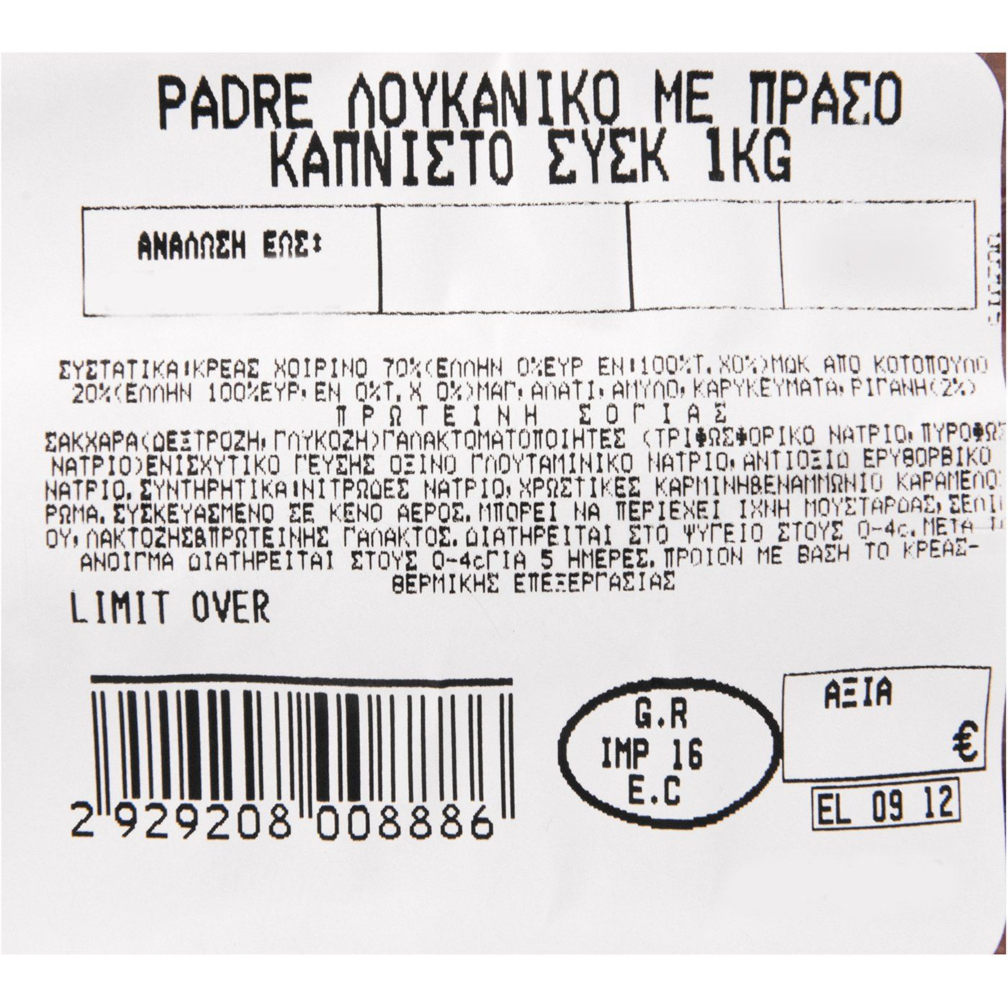 PADRE ΛΟΥΚΑΝΙΚΟ ΜΕ ΠΡΑΣΟ
ΚΑΠΝΙΣΤΟ ΣΥΣΚ 1KG
ΑΝΑΛΩΣΗ ΕΩΣ:
ΣΥΣΤΑΤΙΚΑ:ΚΡΕΑΣ ΧΟΙΡΙΝΟ 70%(ΕΛΛΗΝ 0%ΕΥΡ ΕΝ:100%Τ.Χ0%)ΜΔΚ ΑΠΟ ΚΟΤΟΠΟΥΛΟ
20%(ΕΛΛΗΝ 100%ΕΥΡ.ΕΝ 0%Τ.Χ 0%)ΜΑΓ.ΑΛΑΤΙ,ΑΜΥΛΟ,ΚΑΡΥΚΕΥΜΑΤΑ,ΡΙΓΑΝΗ(2%)
ΠΡΩΤΕΙΝΗ ΣΟΓΙΑΣ
ΣΑΚΧΑΡΑ(ΔΕΞΤΡΟΖΗ,ΓΛΥΚΟΖΗ)ΓΑΛΑΚΤΟΜΑΤΟΠΟΙΗΤΕΣ (ΤΡΙΦΩΣΦΟΡΙΚΟ ΝΑΤΡΙΟ,ΠΥΡΟΦΩΣ
ΝΑΤΡΙΟ)ΕΝΙΣΧΥΤΙΚΟ ΓΕΥΣΗΣ ΟΞΙΝΟ ΓΛΟΥΤΑΜΙΝΙΚΟ ΝΑΤΡΙΟ,ΑΝΤΙΟΞΙΔ ΕΡΥΘΟΡΒΙΚΟ
ΝΑΤΡΙΟ.ΣΥΝΤΗΡΗΤΙΚΑ:ΝΙΤΡΩΔΕΣ ΝΑΤΡΙΟ,ΧΡΩΣΤΙΚΕΣ ΚΑΡΜΙΝΗ&ΕΝΑΜΜΩΝΙΟ ΚΑΡΑΜΕΛΟ
ΡΩΜΑ.ΣΥΣΚΕΥΑΣΜΕΝΟ ΣΕ ΚΕΝΟ ΑΕΡΟΣ.ΜΠΟΡΕΙ ΝΑ ΠΕΡΙΕΧΕΙ ΙΧΝΗ ΜΟΥΣΤΑΡΔΑΣ,ΣΕΛΙ
ΟΥ,ΛΑΚΤΟΖΗΣ&ΠΡΩΤΕΙΝΗΣ ΓΑΛΑΚΤΟΣ.ΔΙΑΤΗΡΕΙΤΑΙ ΣΤΟ ΨΥΓΕΙΟ ΣΤΟΥΣ 0-4c.ΜΕΤΑ
ΑΝΟΙΓΜΑ ΔΙΑΤΗΡΕΙΤΑΙ ΣΤΟΥΣ 0-4cΓΙΑ 5 ΗΜΕΡΕΣ.ΠΡΟΙΟΝ ΜΕ ΒΑΣΗ ΤΟ ΚΡΕΑΣ-
ΘΕΡΜΙΚΗΣ ΕΠΕΞΕΡΓΑΣΙΑΣ
LIMIT OVER
2 929208 008886
G.R
IMP 16
E.C
ΑΞΙΑ
€
EL 09 12